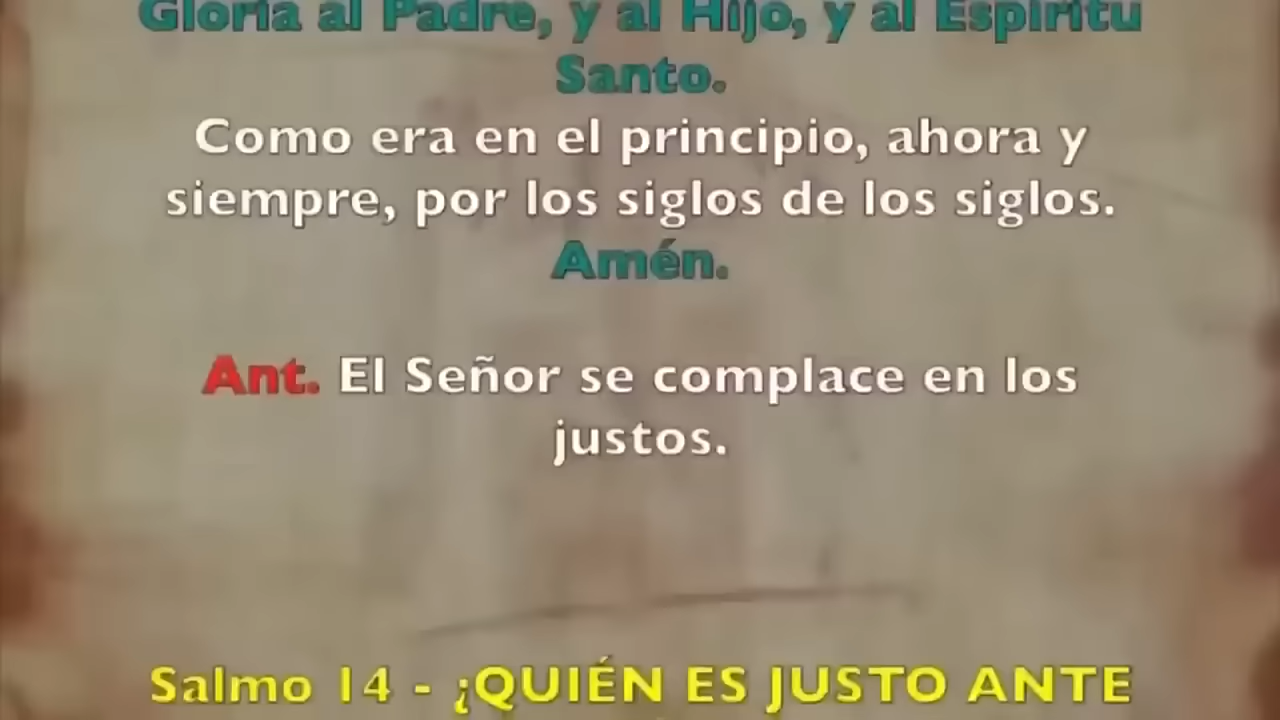 Gloria al Padre, y al Hijo, y al Espíritu
Santo.
Como era en el principio, ahora y
siempre, por los siglos de los siglos.
Amén.
Ant. El Señor se complace en los
justos.
Salmo 14 - ¿QUIÉN ES JUSTO ANTE